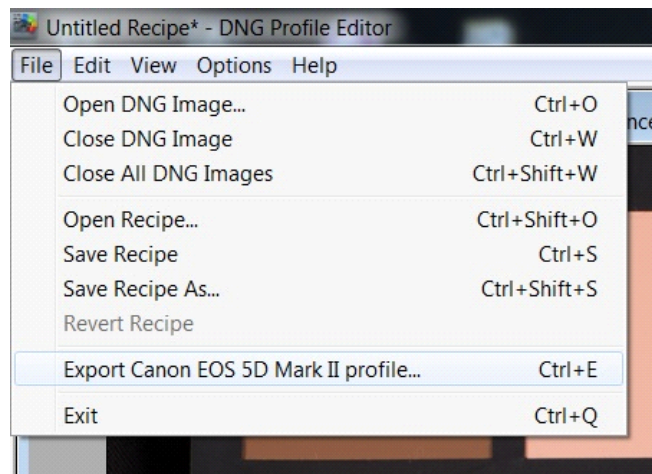 Untitled Recipe* - DNG Profile Editor
File Edit View Options Help
Open DNG Image... Ctrl+O
Close DNG Image Ctrl+W
Close All DNG Images Ctrl+Shift+W
Open Recipe... Ctrl+Shift+O
Save Recipe Ctrl+S
Save Recipe As... Ctrl+Shift+S
Revert Recipe
Export Canon EOS 5D Mark II profile... Ctrl+E
Exit Ctrl+Q